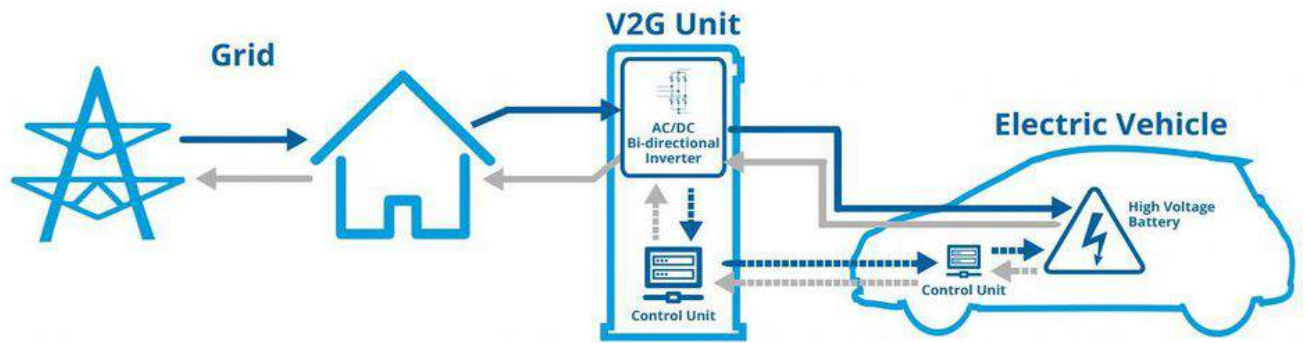 V2G Unit
Grid
AC/DC
Bi-directional
Inverter
Electric Vehicle
High Voltage
Battery
Control Unit
Control Unit